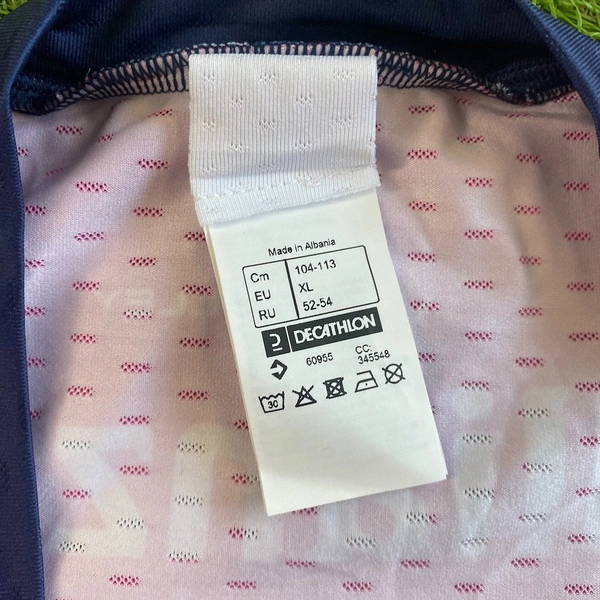 Made in Albania
Cm 104-113
EU XL
RU 52-54
DECATHLON
60955 CC: 345548
30